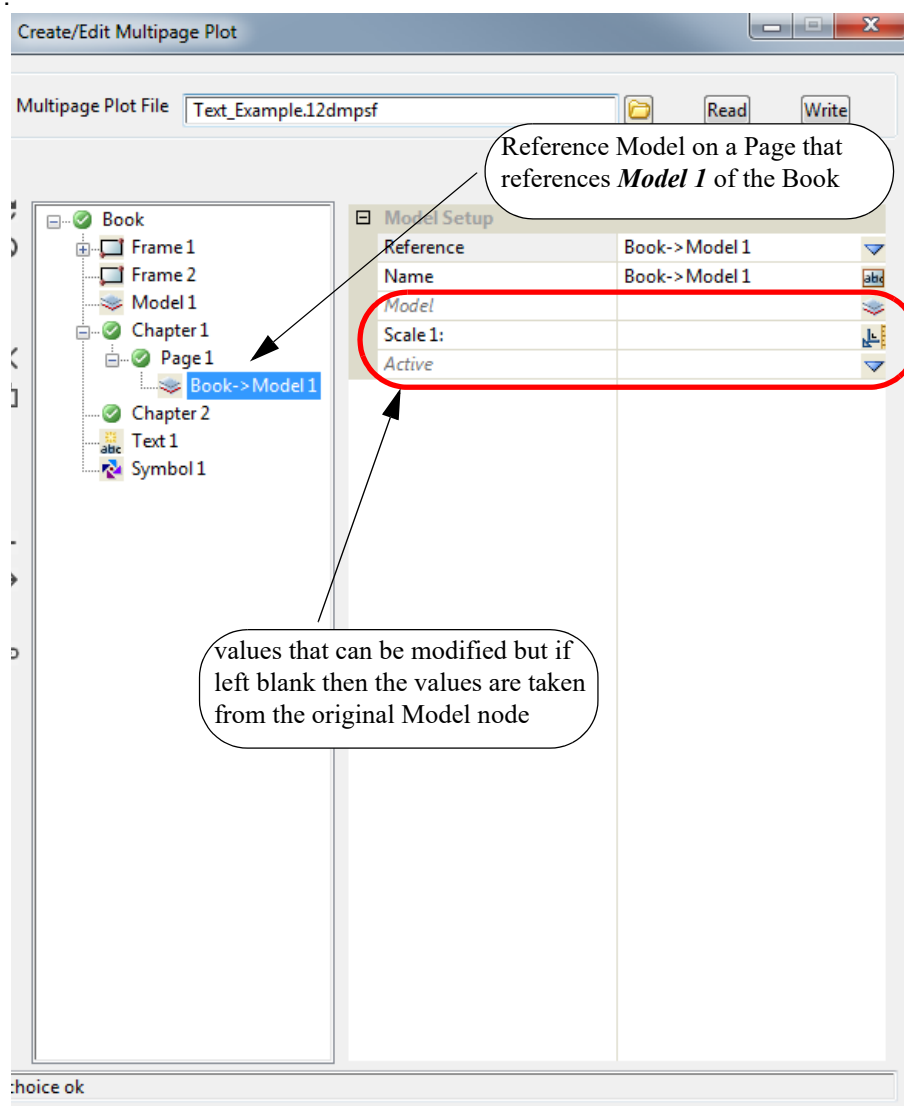 .
Create/Edit Multipage Plot
Multipage Plot File Text_Example.12dmpsf Read Write
Reference Model on a Page that
references Model 1 of the Book
Book
Frame 1
Frame 2
Model 1
Chapter 1
Page 1
Book->Model 1
Chapter 2
abc Text 1
Symbol 1
Model Setup
Reference Book->Model 1
Name Book->Model 1 abc
Model
Scale 1:
Active
values that can be modified but if
left blank then the values are taken
from the original Model node
choice ok